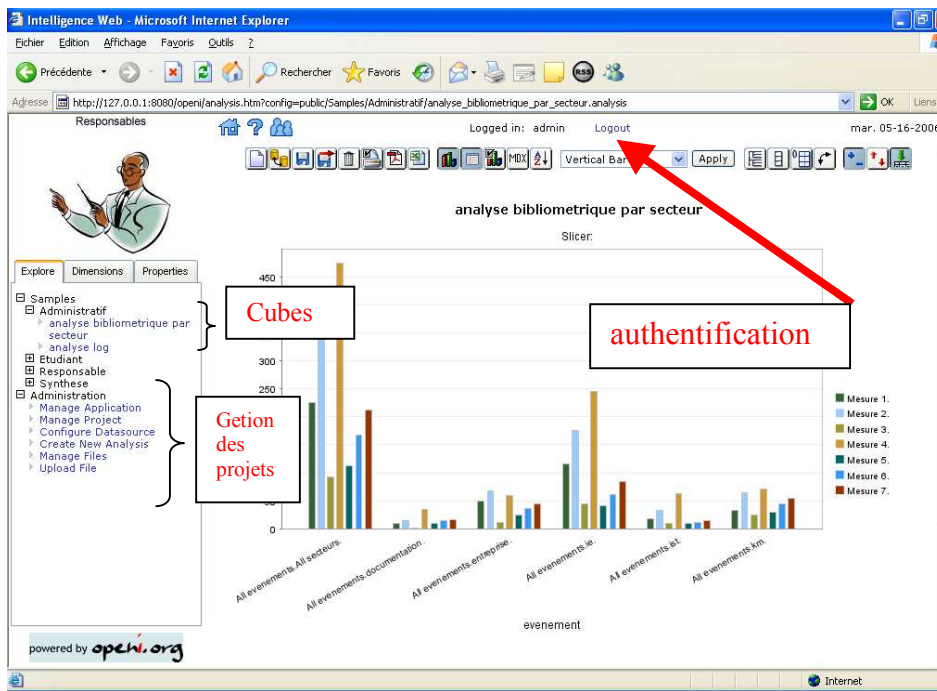 Intelligence Web - Microsoft Internet Explorer
Fichier Edition Affichage Favoris Outils ?
Précédente Rechercher Favoris RSS
Adresse http://127.0.0.1:8080/openi/analysis.htm?config=public/Samples/Administratif/analyse_bibliometrique_par_secteur.analysis OK Liens
Responsables
Logged in: admin Logout mar. 05-16-2006
MDX Vertical Bar Apply
analyse bibliometrique par secteur
Slicer:
Explore Dimensions Properties
Samples
Administratif
analyse bibliometrique par
secteur
analyse log
Etudiant
Responsable
Synthese
Administration
Manage Application
Manage Project
Configure Datasource
Create New Analysis
Manage Files
Upload File
Cubes
Getion
des
projets
authentification
450
300
250
0
Mesure 1.
Mesure 2.
Mesure 3.
Mesure 4.
Mesure 5.
Mesure 6.
Mesure 7.
All evenements.All secteurs.
All evenements.documentation.
All evenements.entreprise.
All evenements.ie.
All evenements.ist.
All evenements.km.
evenement
powered by openi.org
Internet